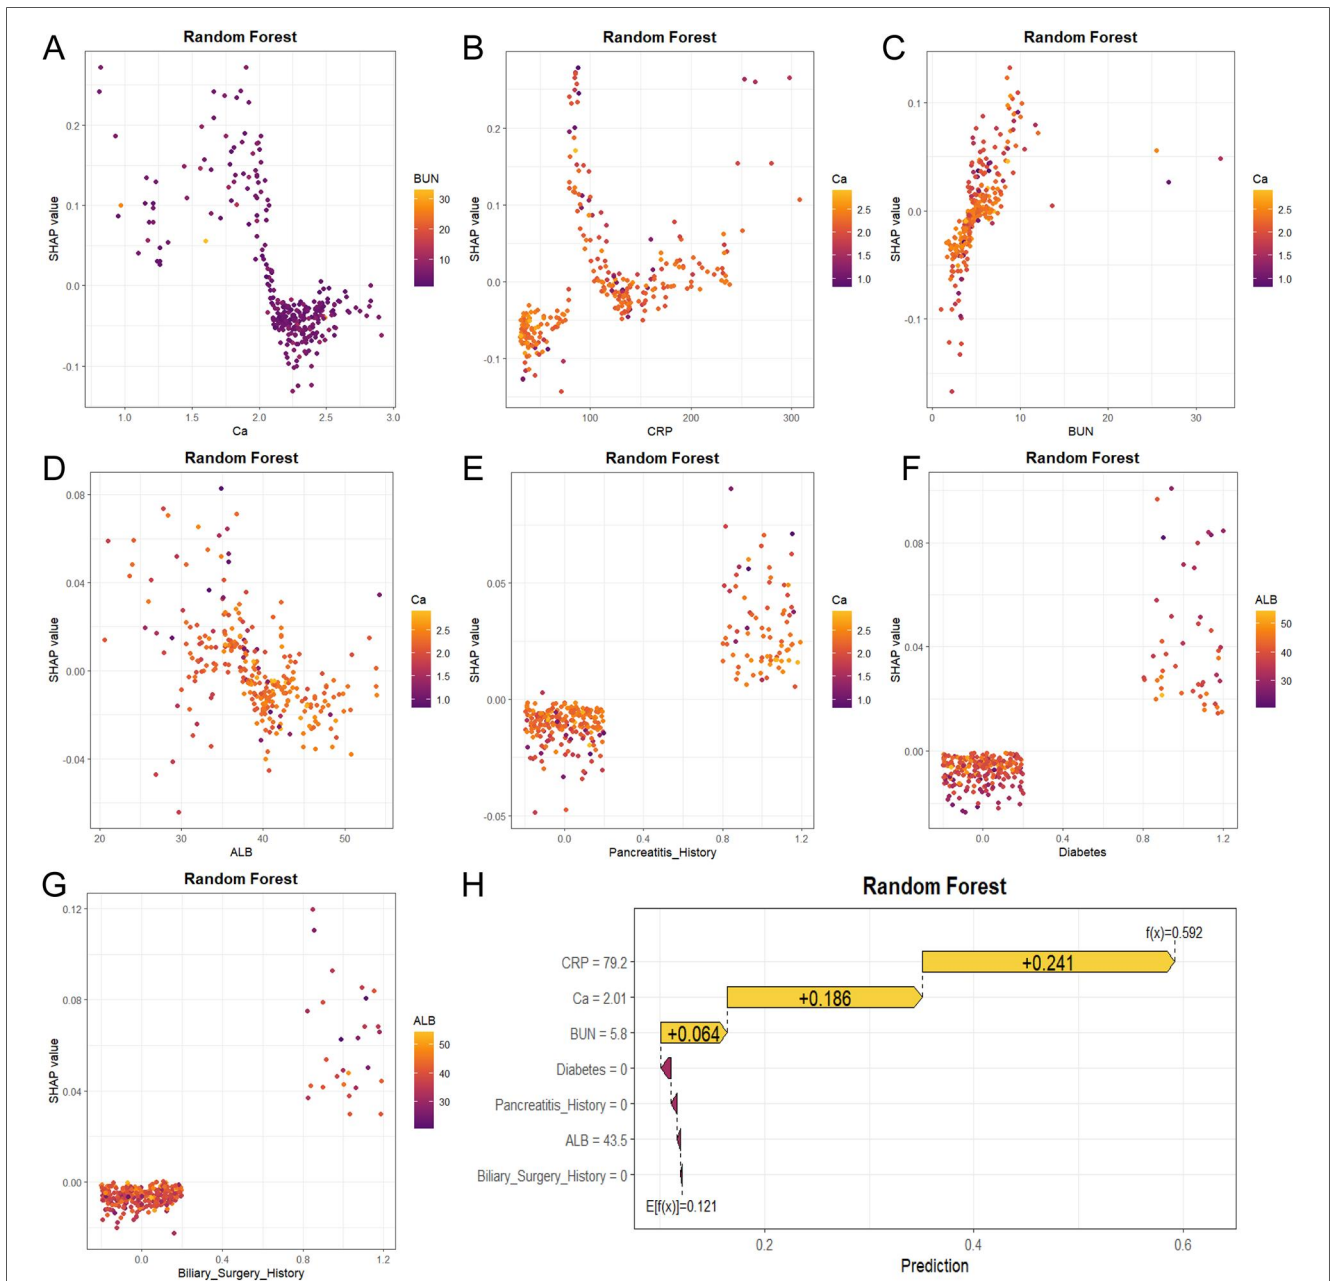 A
Random Forest
SHAP value
0.2
0.1
0.0
-0.1
1.0 1.5 2.0 2.5 3.0
Ca
BUN
30
20
10
B
Random Forest
SHAP value
0.2
0.1
0.0
-0.1
100 200 300
CRP
Ca
2.5
2.0
1.5
1.0
C
Random Forest
SHAP value
0.1
0.0
-0.1
0 10 20 30
BUN
Ca
2.5
2.0
1.5
1.0
D
Random Forest
SHAP value
0.08
0.04
0.00
-0.04
20 30 40 50
ALB
Ca
2.5
2.0
1.5
1.0
E
Random Forest
SHAP value
0.05
0.00
-0.05
0.0 0.4 0.8 1.2
Pancreatitis_History
Ca
2.5
2.0
1.5
1.0
F
Random Forest
SHAP value
0.08
0.04
0.00
0.0 0.4 0.8 1.2
Diabetes
ALB
50
40
30
G
Random Forest
SHAP value
0.12
0.08
0.04
0.00
0.0 0.4 0.8 1.2
Biliary_Surgery_History
ALB
50
40
30
H
Random Forest
f(x)=0.592
CRP = 79.2
+0.241
Ca = 2.01
+0.186
BUN = 5.8
+0.064
Diabetes = 0
Pancreatitis_History = 0
ALB = 43.5
Biliary_Surgery_History = 0
E[f(x)]=0.121
0.2 0.4 0.6
Prediction